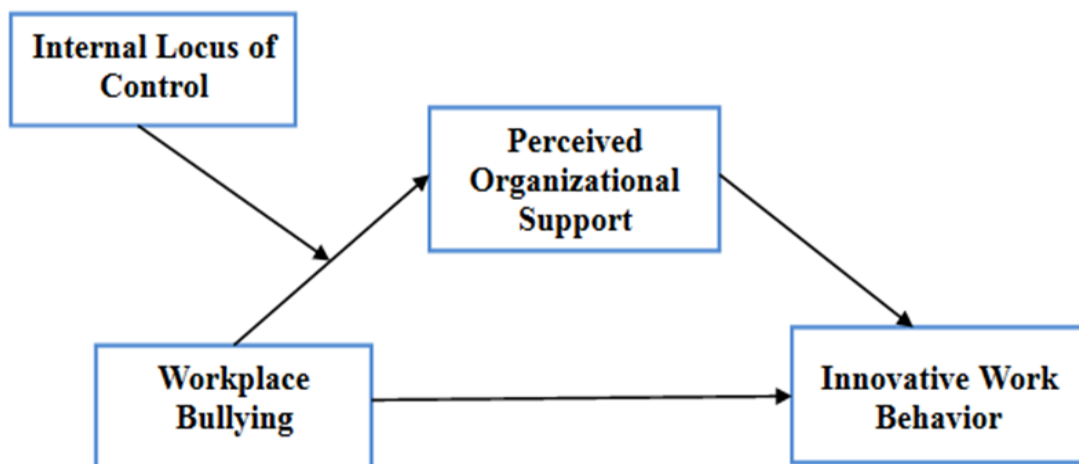 Internal Locus of
Control
Perceived
Organizational
Support
Workplace
Bullying
Innovative Work
Behavior